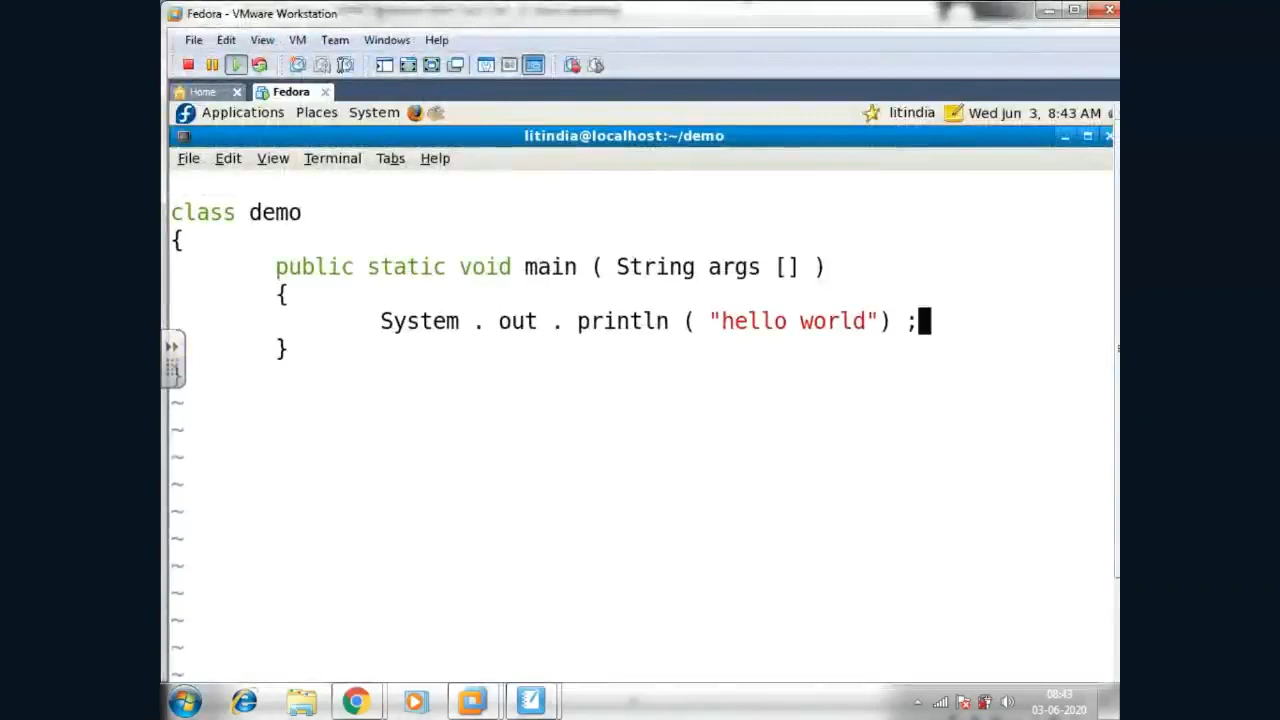 Fedora - VMware Workstation
File Edit View VM Team Windows Help
Home Fedora
Applications Places System litindia Wed Jun 3, 8:43 AM
litindia@localhost:~/demo
File Edit View Terminal Tabs Help
class demo
{
public static void main ( String args [] )
{
System . out . println ( "hello world") ;
}
}
~
~
~
~
~
~
~
~
~
~
~
08:43
03-06-2020